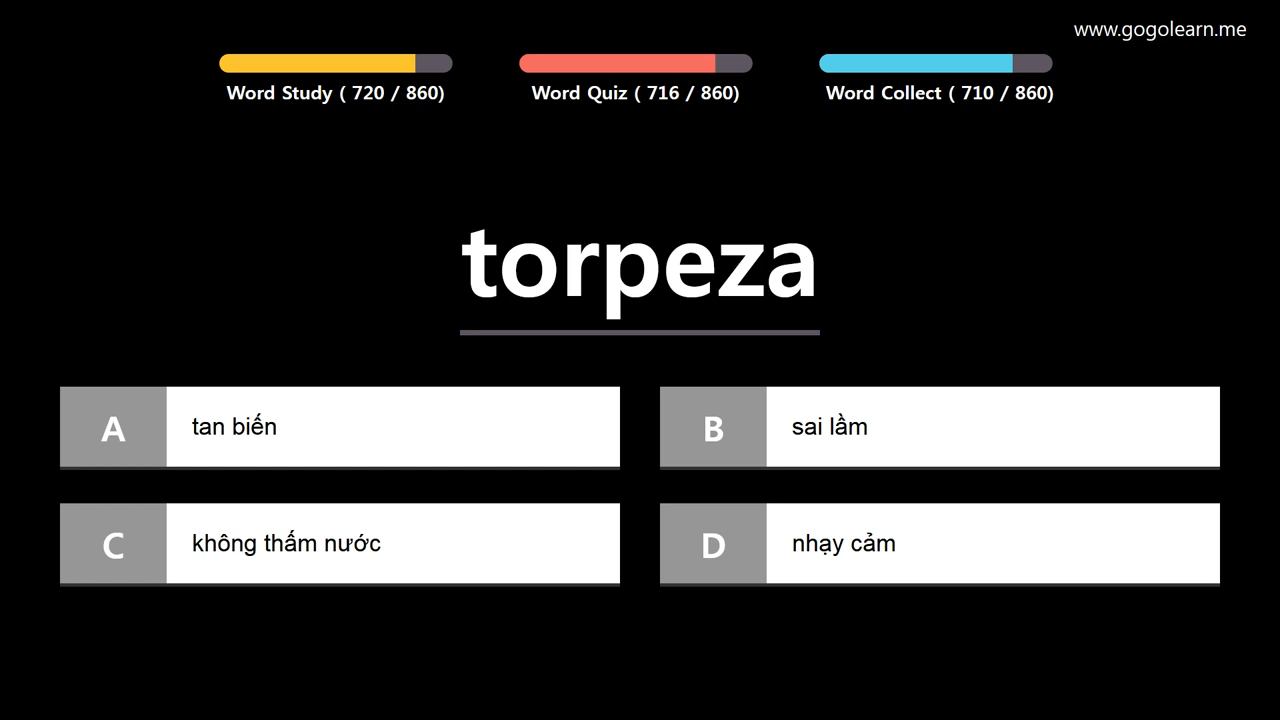 www.gogolearn.me
Word Study ( 720 / 860)
Word Quiz ( 716 / 860)
Word Collect ( 710 / 860)
torpeza
A
tan biến
B
sai lầm
C
không thấm nước
D
nhạy cảm